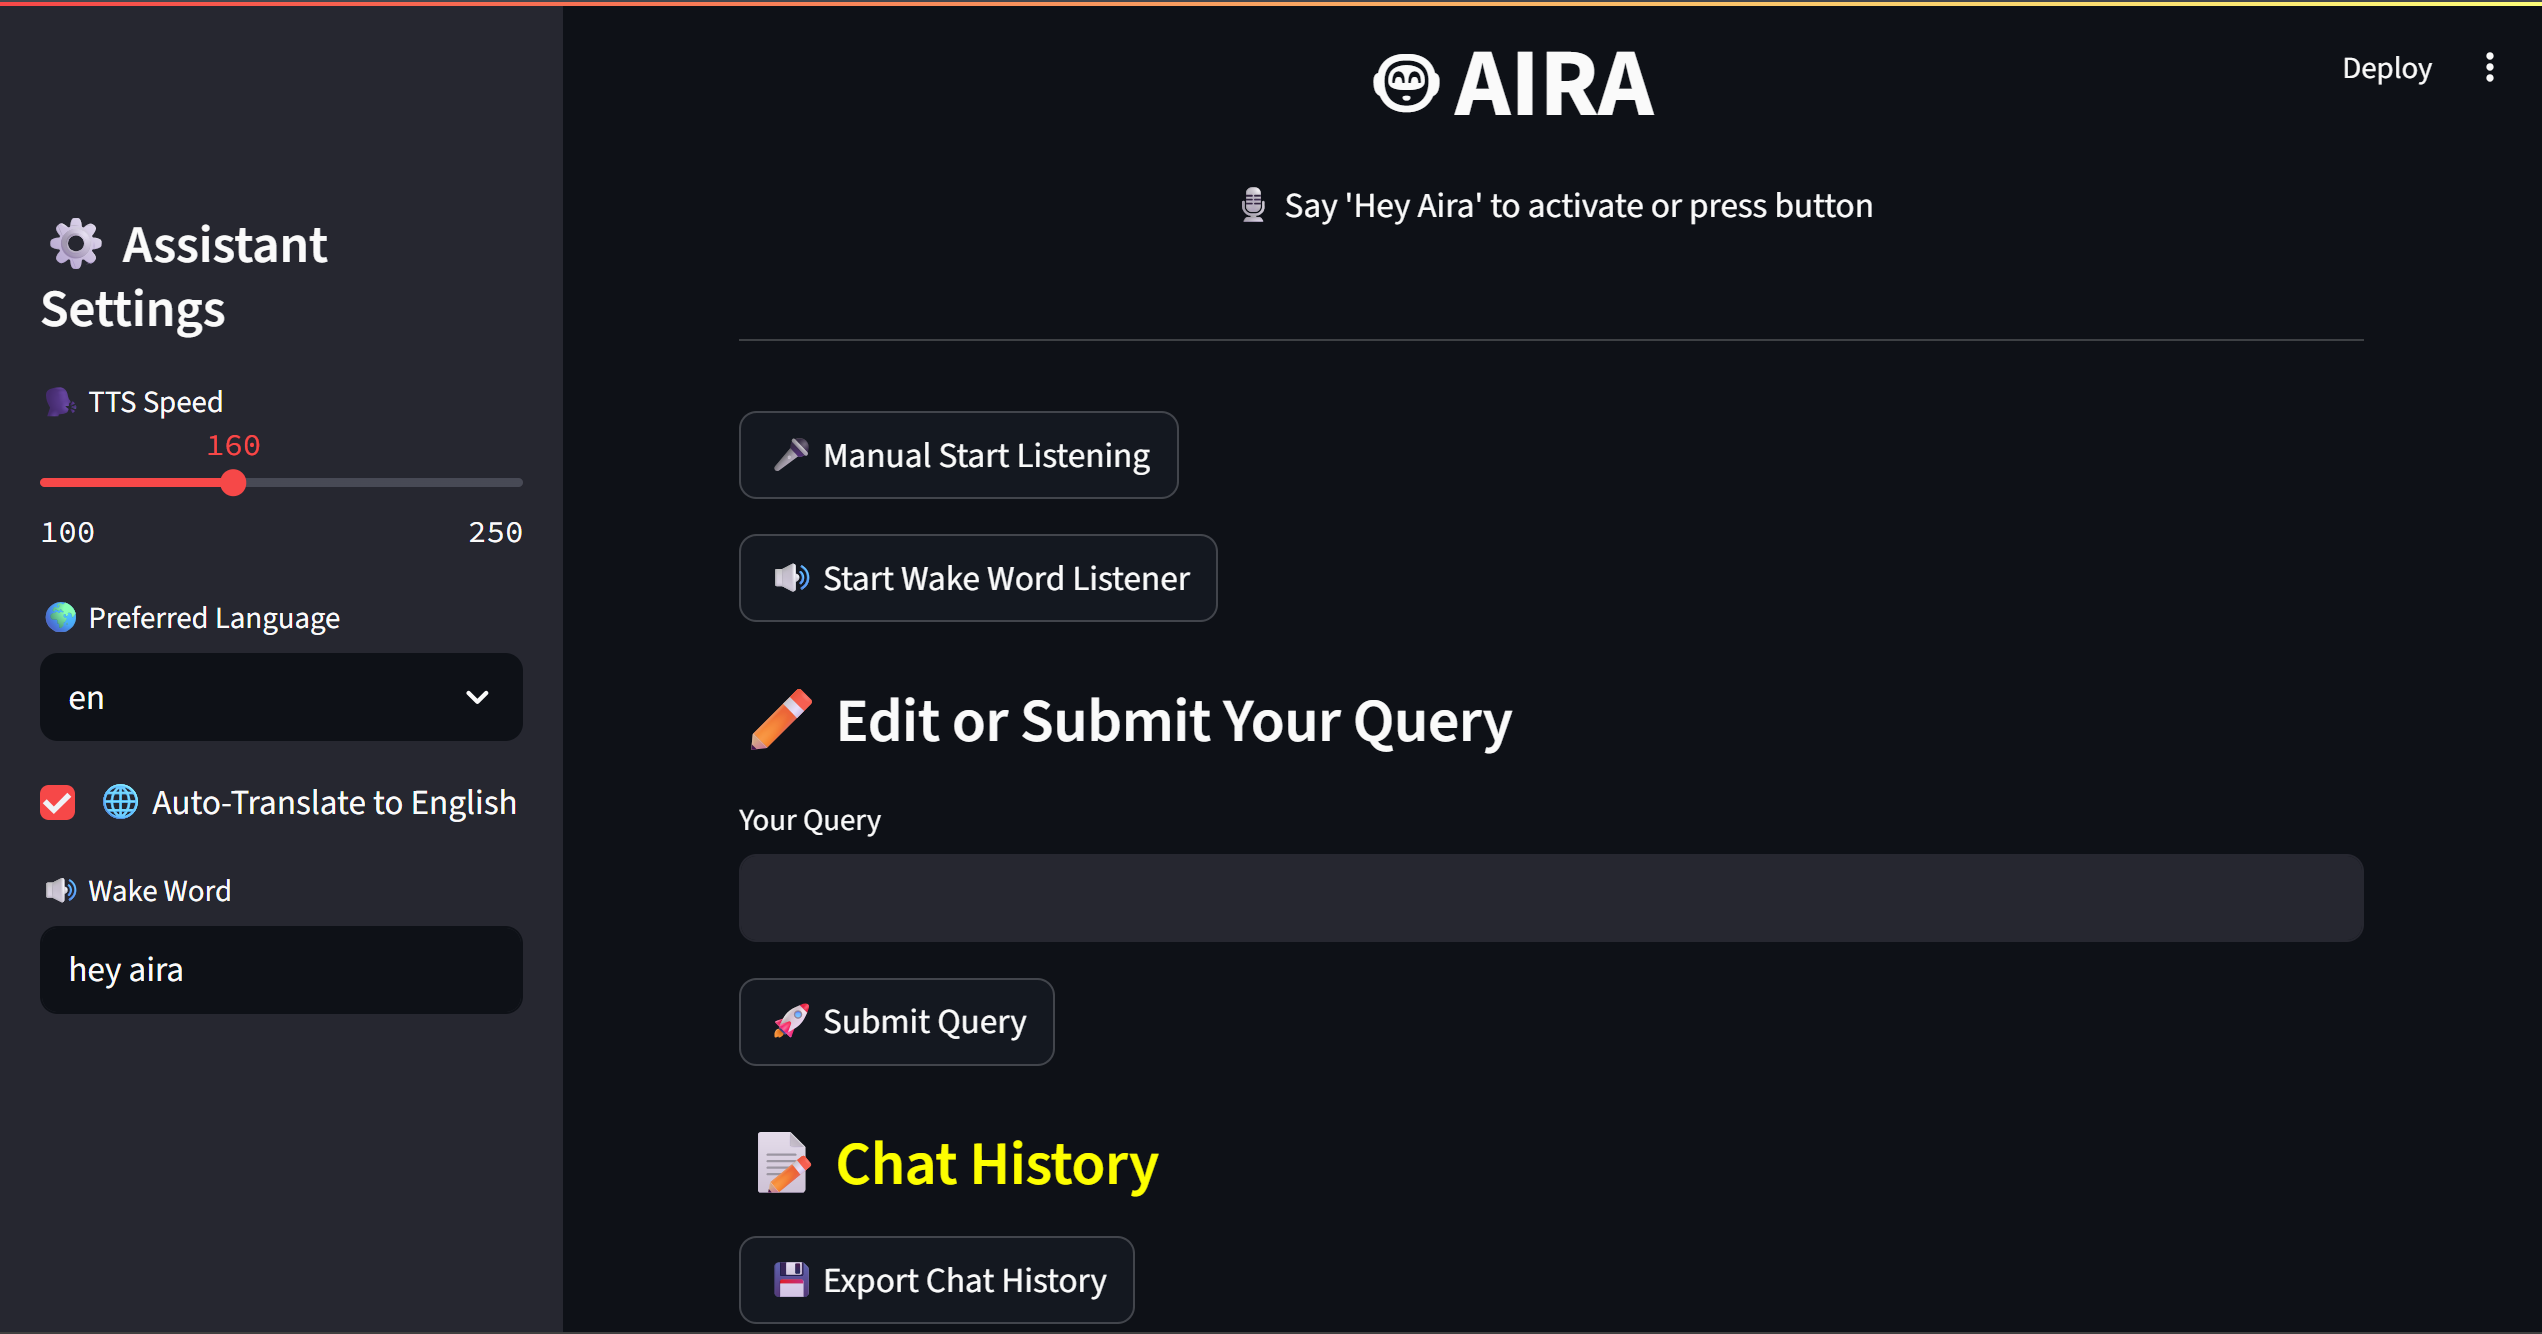 Assistant
Settings
TTS Speed
160
100 250
Preferred Language
en
Auto-Translate to English
Wake Word
hey aira
Deploy
AIRA
Say 'Hey Aira' to activate or press button
Manual Start Listening
Start Wake Word Listener
Edit or Submit Your Query
Your Query
Submit Query
Chat History
Export Chat History